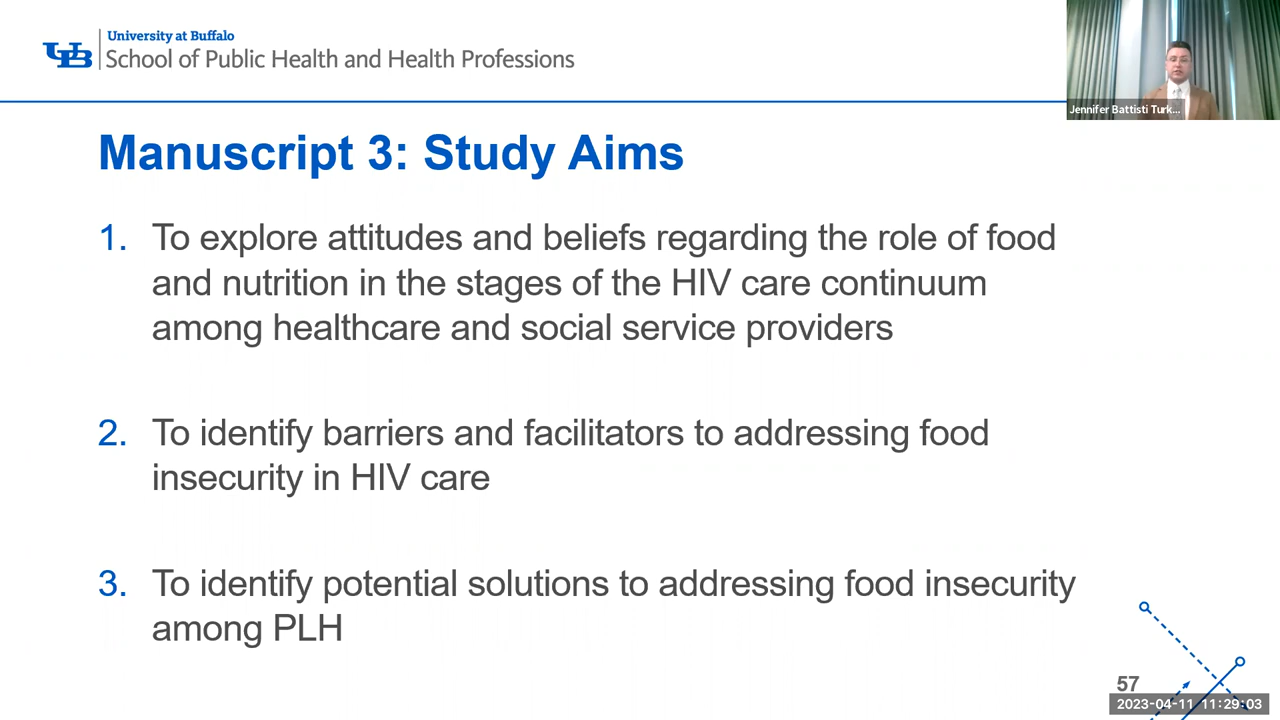 University at Buffalo
School of Public Health and Health Professions
Jennifer Battisti Turk...
Manuscript 3: Study Aims
1. To explore attitudes and beliefs regarding the role of food
and nutrition in the stages of the HIV care continuum
among healthcare and social service providers
2. To identify barriers and facilitators to addressing food
insecurity in HIV care
3. To identify potential solutions to addressing food insecurity
among PLH
57
2023-04-11 11:29:03